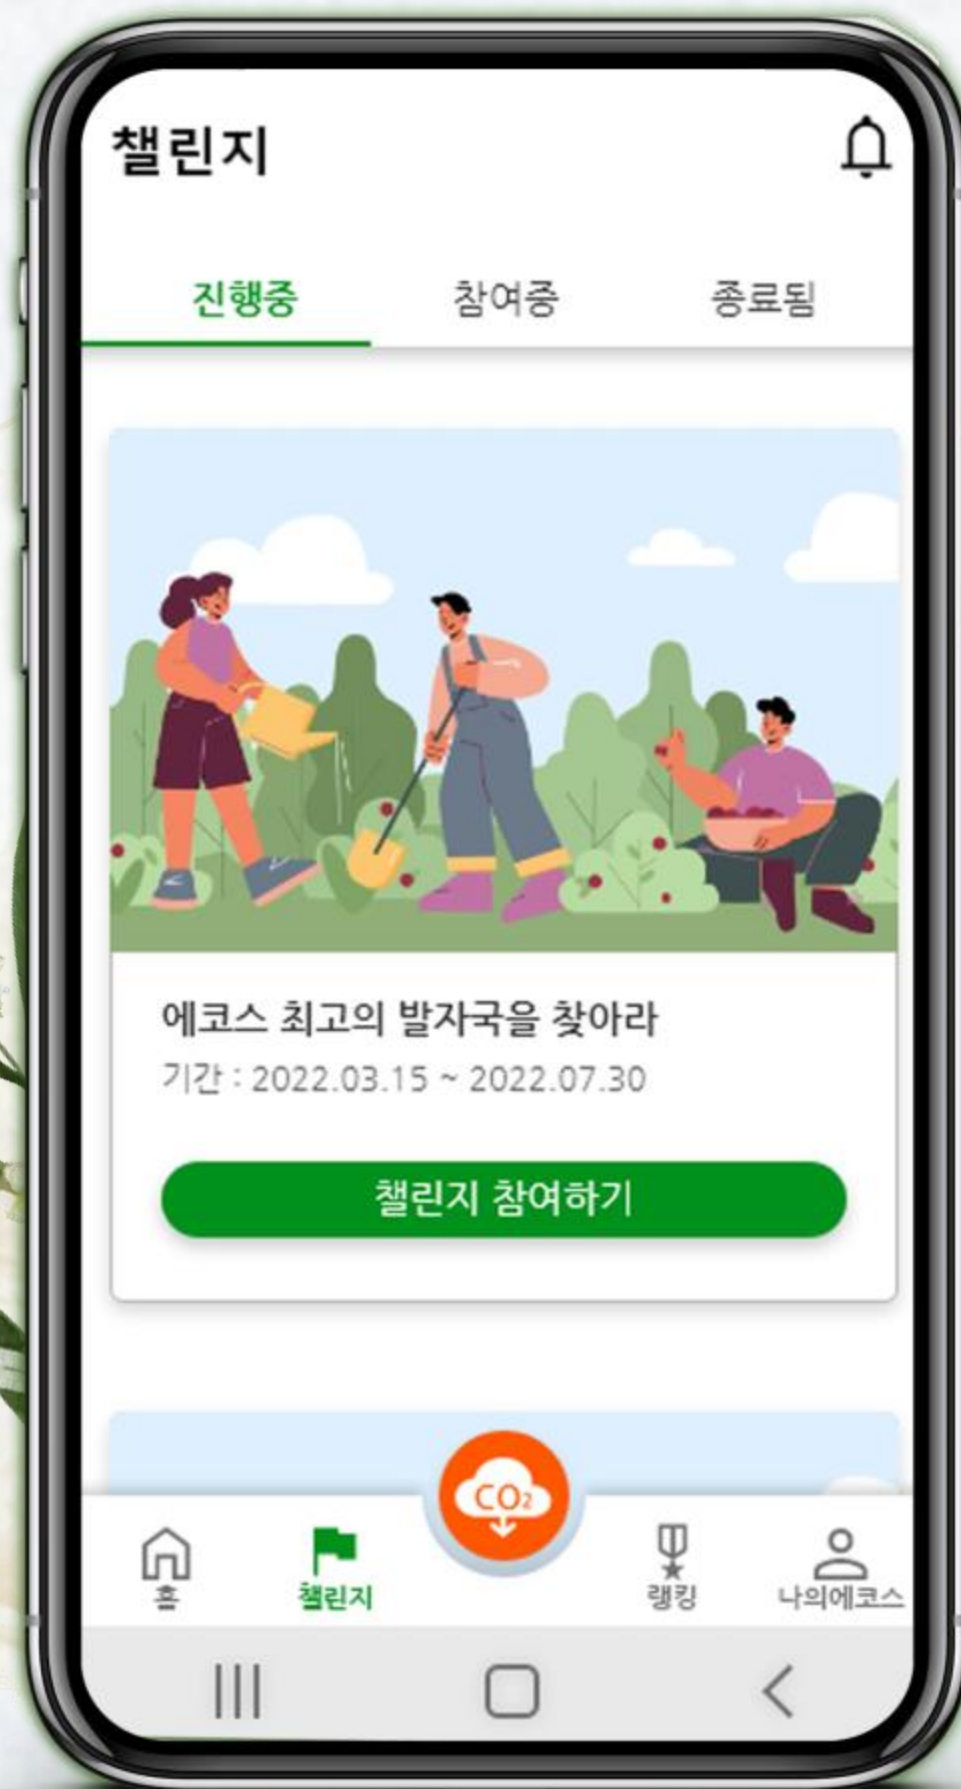 챌린지
진행중 참여중 종료됨
에코스 최고의 발자국을 찾아라
기간 : 2022.03.15 ~ 2022.07.30
챌린지 참여하기
CO₂
홈 챌린지 랭킹 나의에코스